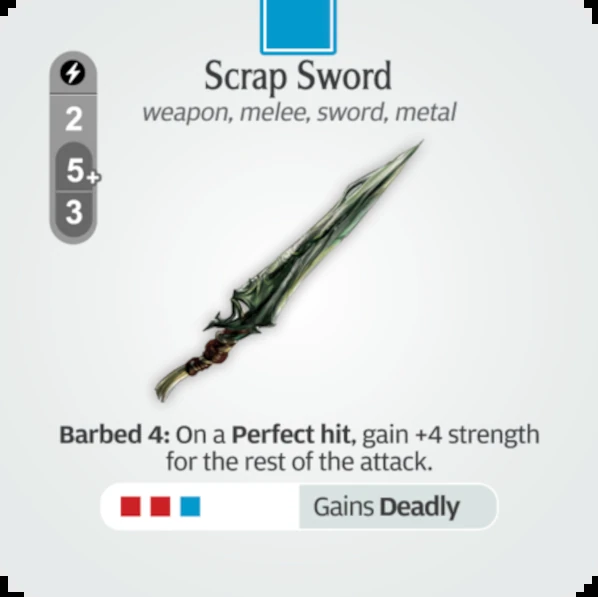 Scrap Sword
weapon, melee, sword, metal
2
5+
3
Barbed 4: On a Perfect hit, gain +4 strength
for the rest of the attack.
Gains Deadly